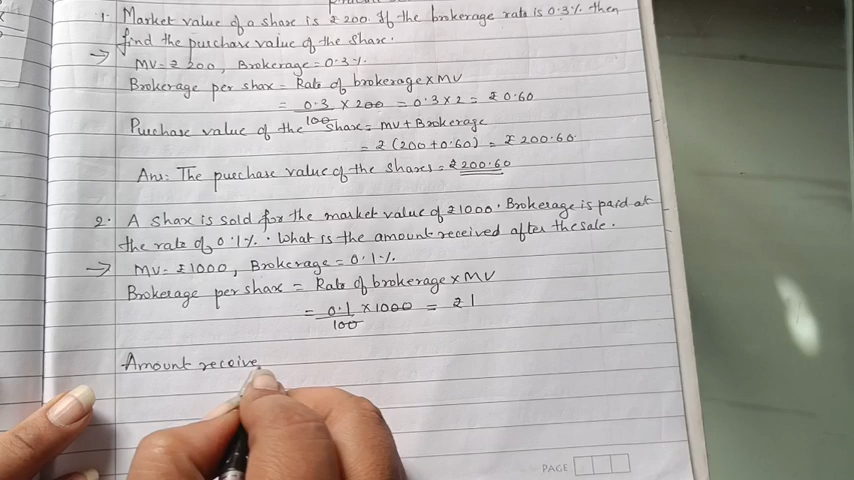 1. Market value of a share is ₹200. If the brokerage rate is 0.3% then
find the purchase value of the share.
→ MV = ₹200, Brokerage = 0.3%.
Brokerage per share = Rate of brokerage × MV
= 0.3/100 × 200 = 0.3 × 2 = ₹0.60
Purchase value of the share = MV + Brokerage
= ₹(200+0.60) = ₹200.60
Ans: The purchase value of the shares = ₹200.60
2. A share is sold for the market value of ₹1000. Brokerage is paid at
the rate of 0.1%. What is the amount received after the sale.
→ MV = ₹1000, Brokerage = 0.1%.
Brokerage per share = Rate of brokerage × MV
= 0.1/100 × 1000 = ₹1
Amount receive
PAGE